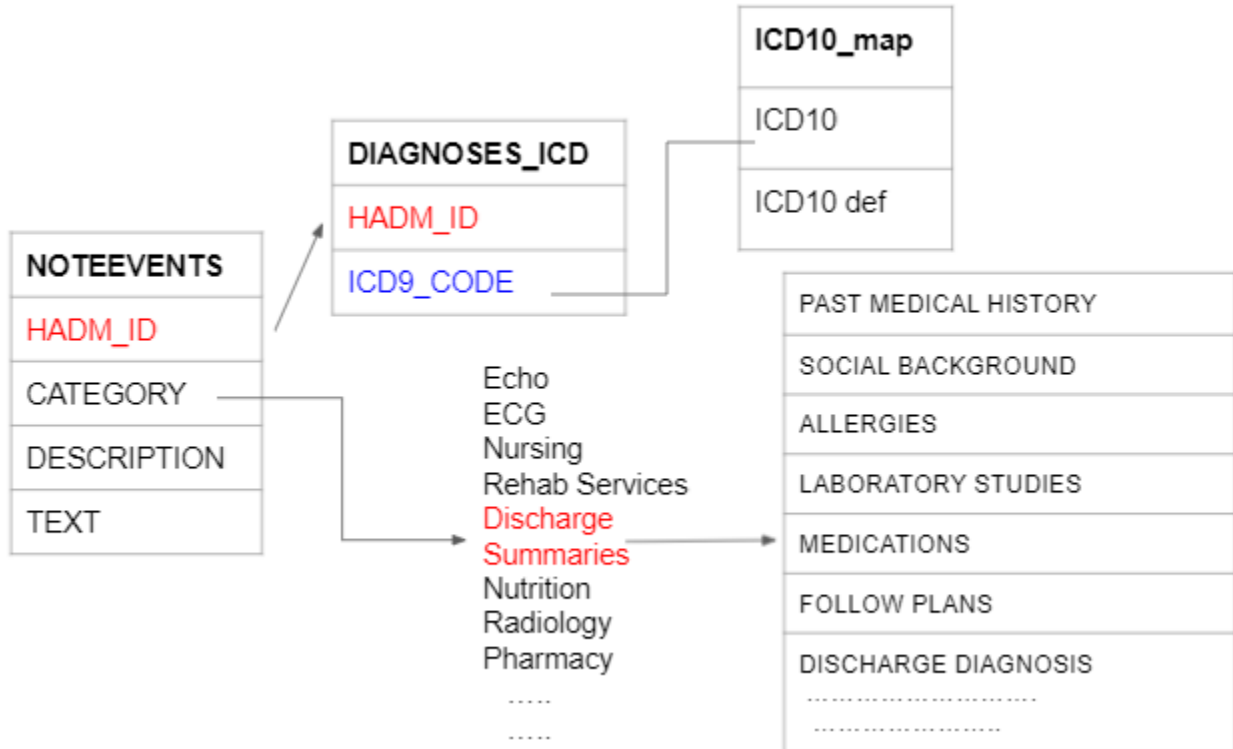 ICD10_map
ICD10
ICD10 def
DIAGNOSES_ICD
HADM_ID
ICD9_CODE
NOTEEVENTS
HADM_ID
CATEGORY
DESCRIPTION
TEXT
Echo
ECG
Nursing
Rehab Services
Discharge
Summaries
Nutrition
Radiology
Pharmacy
.....
.....
PAST MEDICAL HISTORY
SOCIAL BACKGROUND
ALLERGIES
LABORATORY STUDIES
MEDICATIONS
FOLLOW PLANS
DISCHARGE DIAGNOSIS
……………………….
…………………..